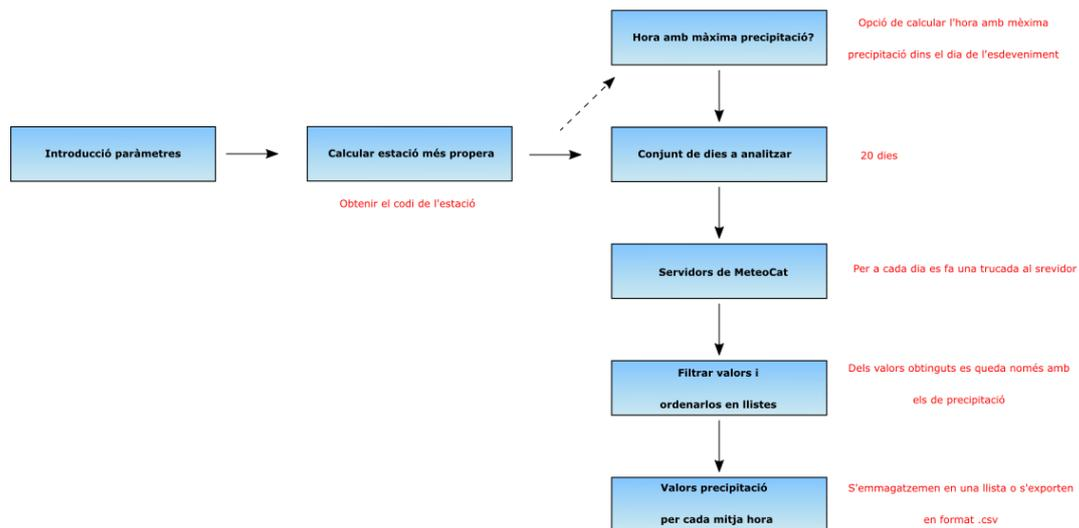 Hora amb màxima precipitació?
Opció de calcular l'hora amb mèxima
precipitació dins el dia de l'esdeveniment
Introducció paràmetres
Calcular estació més propera
Obtenir el codi de l'estació
Conjunt de dies a analitzar
20 dies
Servidors de MeteoCat
Per a cada dia es fa una trucada al srevidor
Filtrar valors i
ordenarlos en llistes
Dels valors obtinguts es queda només amb
els de precipitació
Valors precipitació
per cada mitja hora
S'emmagatzemen en una llista o s'exporten
en format .csv